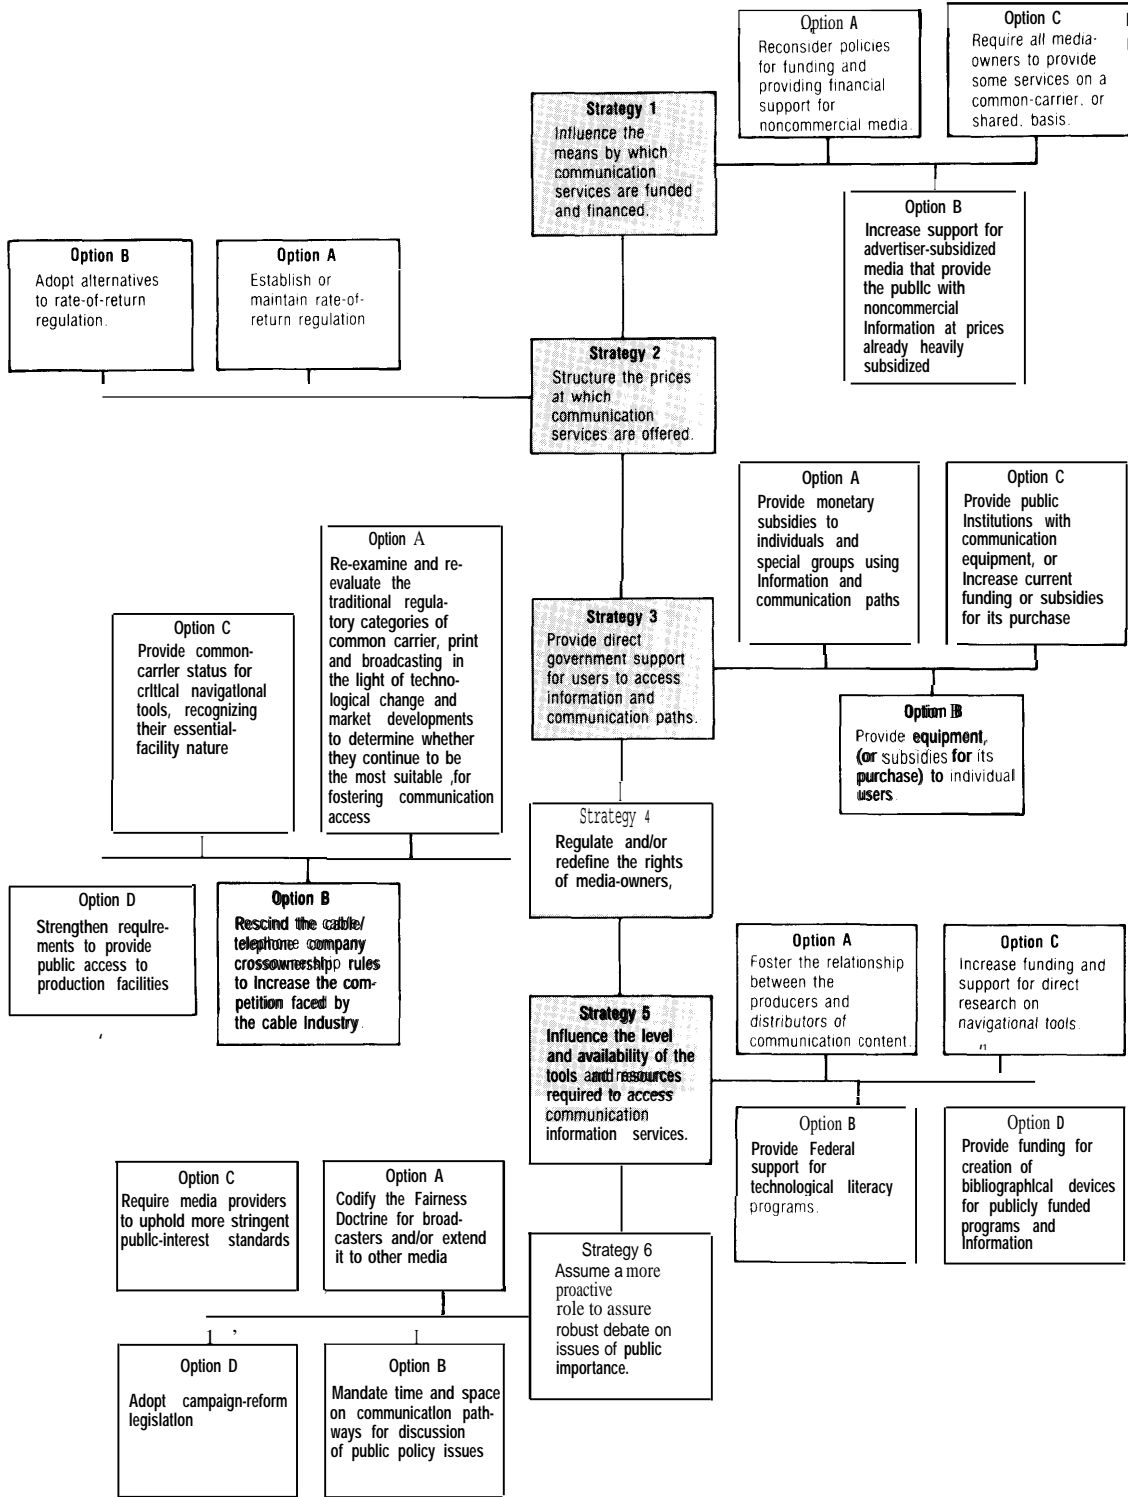 Option A
Reconsider policies
for funding and
providing financial
support for
noncommercial media.
Option C
Require all media-
owners to provide
some services on a
common-carrier, or
shared, basis.
Strategy 1
Influence the
means by which
communication
services are funded
and financed.
Option B
Increase support for
advertiser-subsidized
media that provide
the public with
noncommercial
Information at prices
already heavily
subsidized
Option B
Adopt alternatives
to rate-of-return
regulation.
Option A
Establish or
maintain rate-of-
return regulation
Strategy 2
Structure the prices
at which
communication
services are offered.
Option A
Provide monetary
subsidies to
individuals and
special groups using
Information and
communication paths
Option C
Provide public
Institutions with
communication
equipment, or
Increase current
funding or subsidies
for its purchase
Option A
Re-examine and re-
evaluate the
traditional regula-
tory categories of
common carrier, print
and broadcasting in
the light of techno-
logical change and
market developments
to determine whether
they continue to be
the most suitable ,for
fostering communication
access
Option C
Provide common-
carrler status for
crltlcal navigatlonal
tools, recognizing
their essential-
facility nature
Strategy 3
Provide direct
government support
for users to access
information and
communication paths.
Option B
Provide equipment,
(or subsidies for its
purchase) to individual
users.
Strategy 4
Regulate and/or
redefine the rights
of media-owners,
Option D
Strengthen requlre-
ments to provide
public access to
production facilities
Option B
Rescind the cable/
telephone company
crossownership, rules
to Increase the com-
petition faced by
the cable Industry.
Option A
Foster the relationship
between the
producers and
distributors of
communication content.
Option C
Increase funding and
support for direct
research on
navigational tools.
Strategy 5
Influence the level
and availability of the
tools and resources
required to access
communication
information services.
Option B
Provide Federal
support for
technological literacy
programs.
Option D
Provide funding for
creation of
bibliographlcal devices
for publicly funded
programs and
Information
Option C
Require media providers
to uphold more stringent
publlc-interest standards
Option A
Codify the Fairness
Doctrine for broad-
casters and/or extend
it to other media
Strategy 6
Assume a more
proactive
role to assure
robust debate on
issues of public
importance.
Option D
Adopt campaign-reform
legislatlon
Option B
Mandate time and space
on communicatlon path-
ways for discussion
of public policy issues